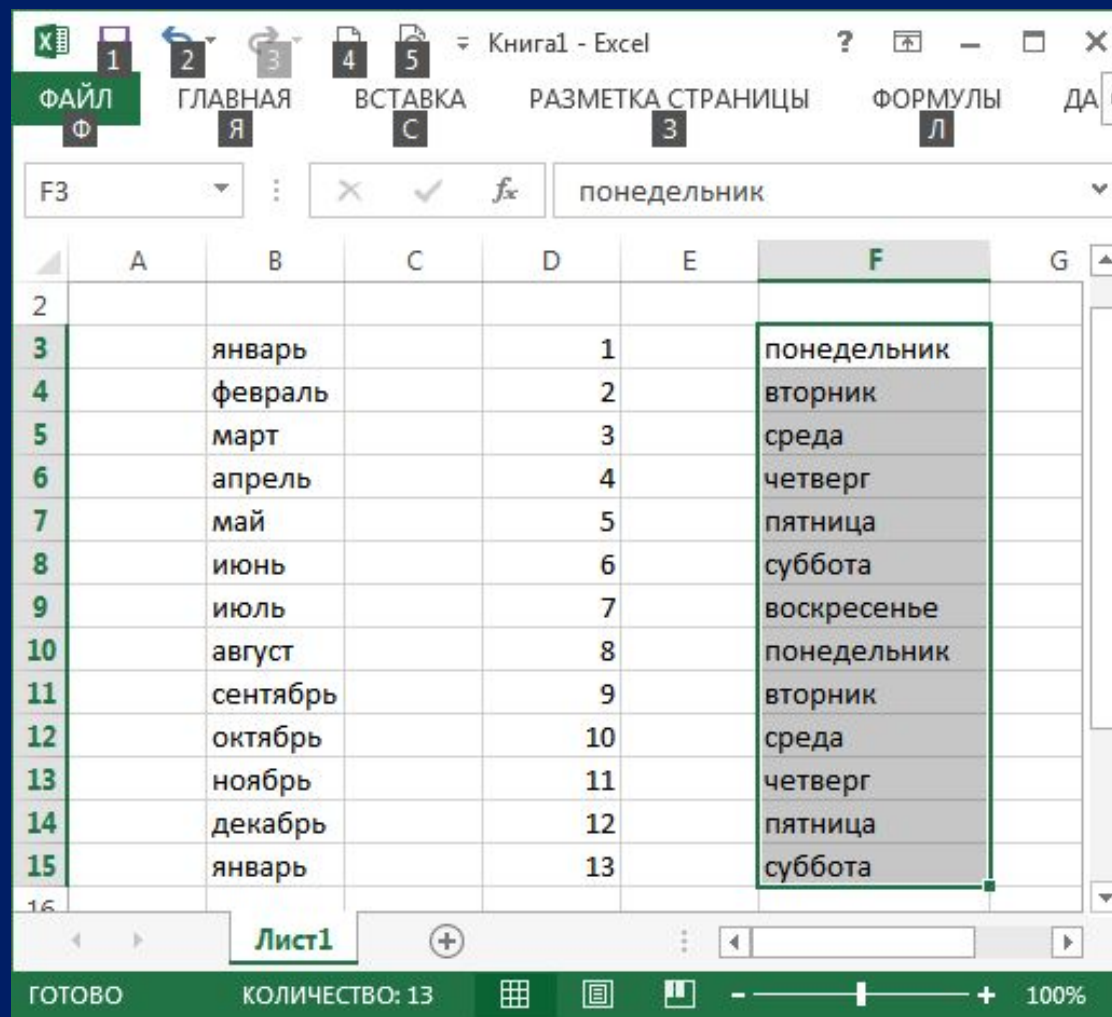 1 2 3 4 5 Книга1 - Excel ?
ФАЙЛ ГЛАВНАЯ ВСТАВКА РАЗМЕТКА СТРАНИЦЫ ФОРМУЛЫ ДА
Ф Я С З Л
F3 fx понедельник
A B C D E F G
2
3 январь 1 понедельник
4 февраль 2 вторник
5 март 3 среда
6 апрель 4 четверг
7 май 5 пятница
8 июнь 6 суббота
9 июль 7 воскресенье
10 август 8 понедельник
11 сентябрь 9 вторник
12 октябрь 10 среда
13 ноябрь 11 четверг
14 декабрь 12 пятница
15 январь 13 суббота
16
Лист1
ГОТОВО КОЛИЧЕСТВО: 13 100%